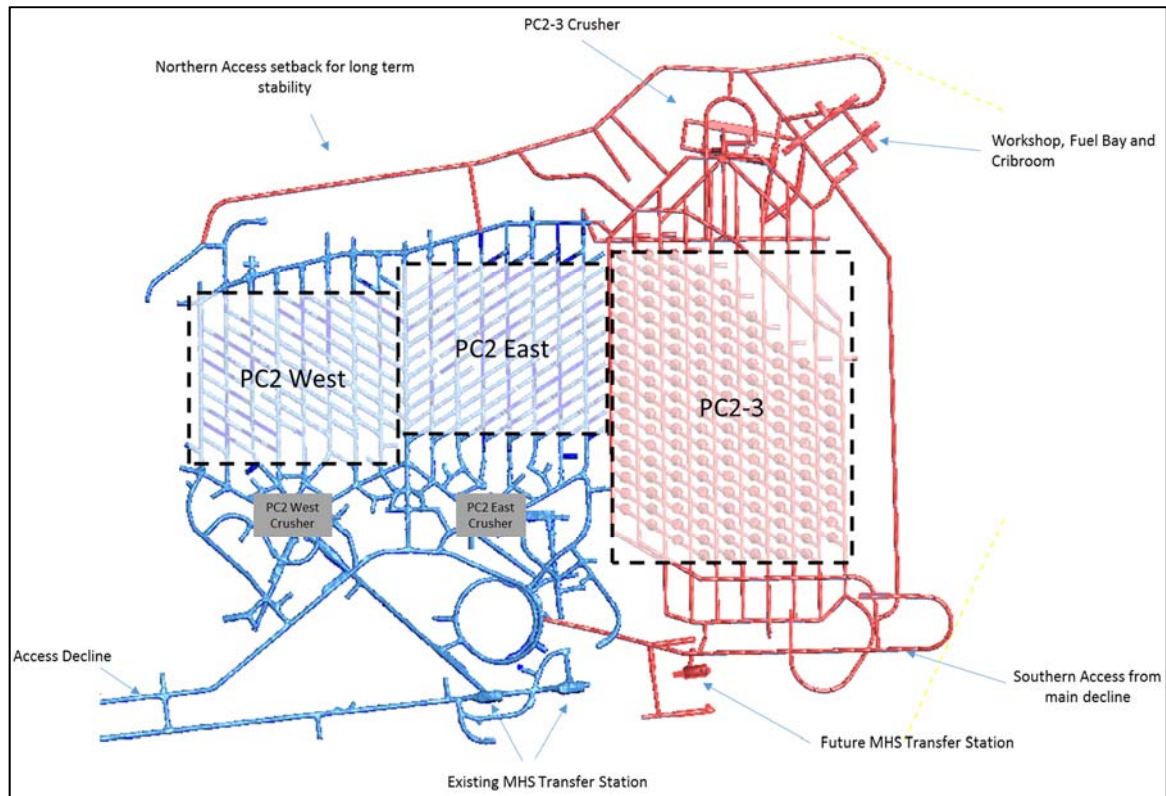 PC2-3 Crusher
Northern Access setback for long term
stability
Workshop, Fuel Bay and
Cribroom
PC2 West
PC2 East
PC2-3
PC2 West
Crusher
PC2 East
Crusher
Access Decline
Southern Access from
main decline
Future MHS Transfer Station
Existing MHS Transfer Station